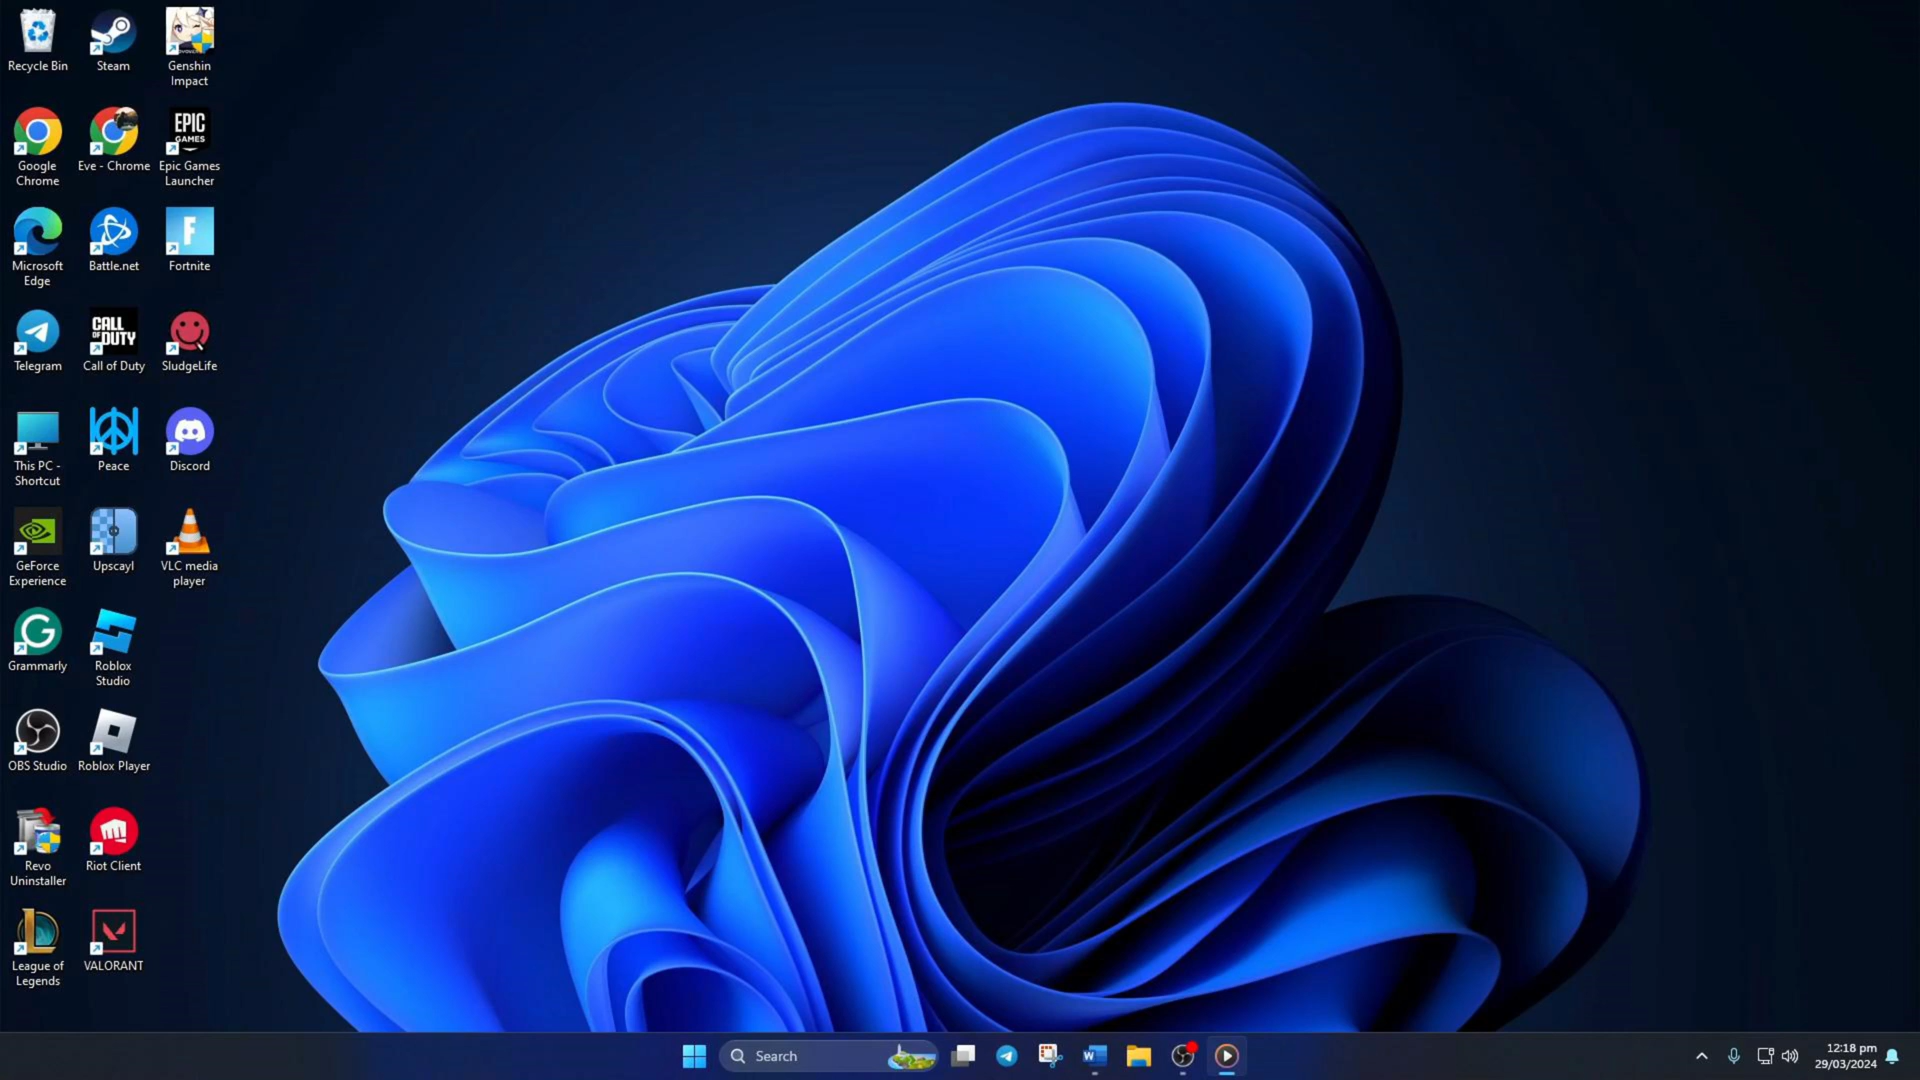 Recycle Bin
Steam
Genshin
Impact
Google
Chrome
Eve - Chrome
EPIC
GAMES
Epic Games
Launcher
Microsoft
Edge
Battle.net
F
Fortnite
Telegram
CALL
OF DUTY
Call of Duty
SludgeLife
This PC -
Shortcut
Peace
Discord
GeForce
Experience
Upscayl
VLC media
player
G
Grammarly
Roblox
Studio
OBS Studio
Roblox Player
Revo
Uninstaller
Riot Client
L
League of
Legends
VALORANT
Search
W
12:18 pm
29/03/2024